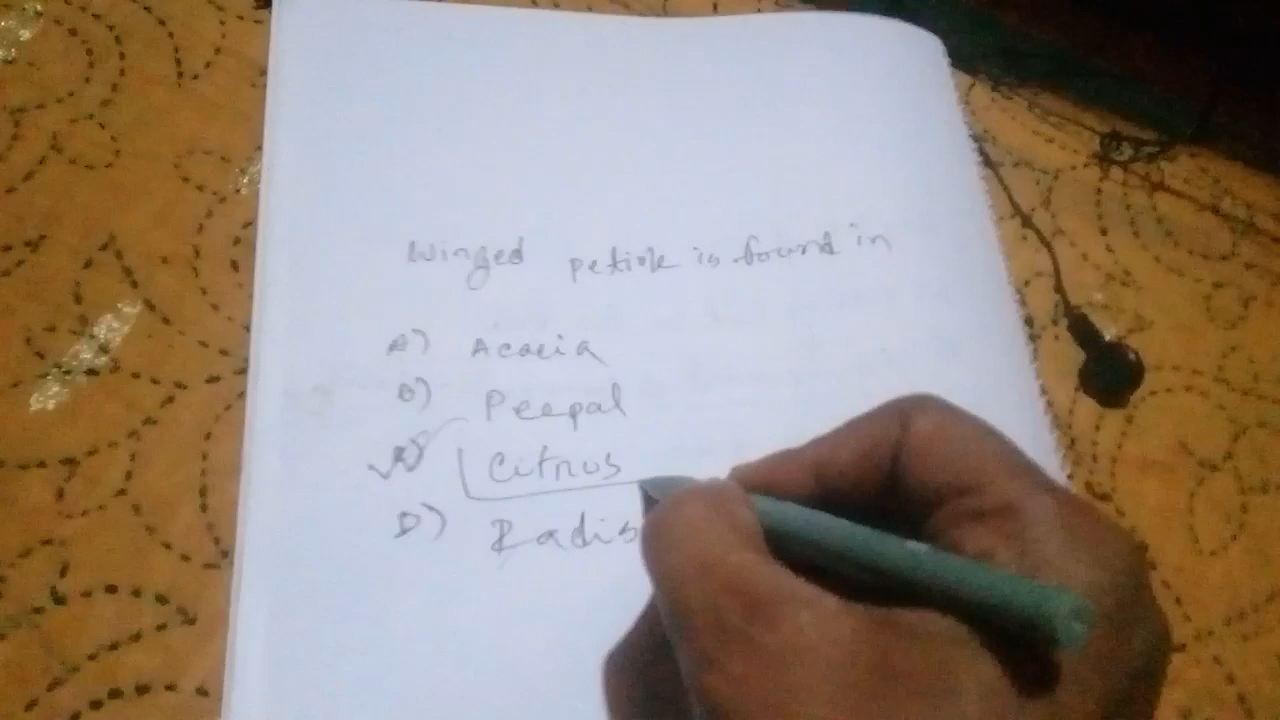 Winged petiole is found in
A) Acacia
B) Peepal
Citrus
D) Radis